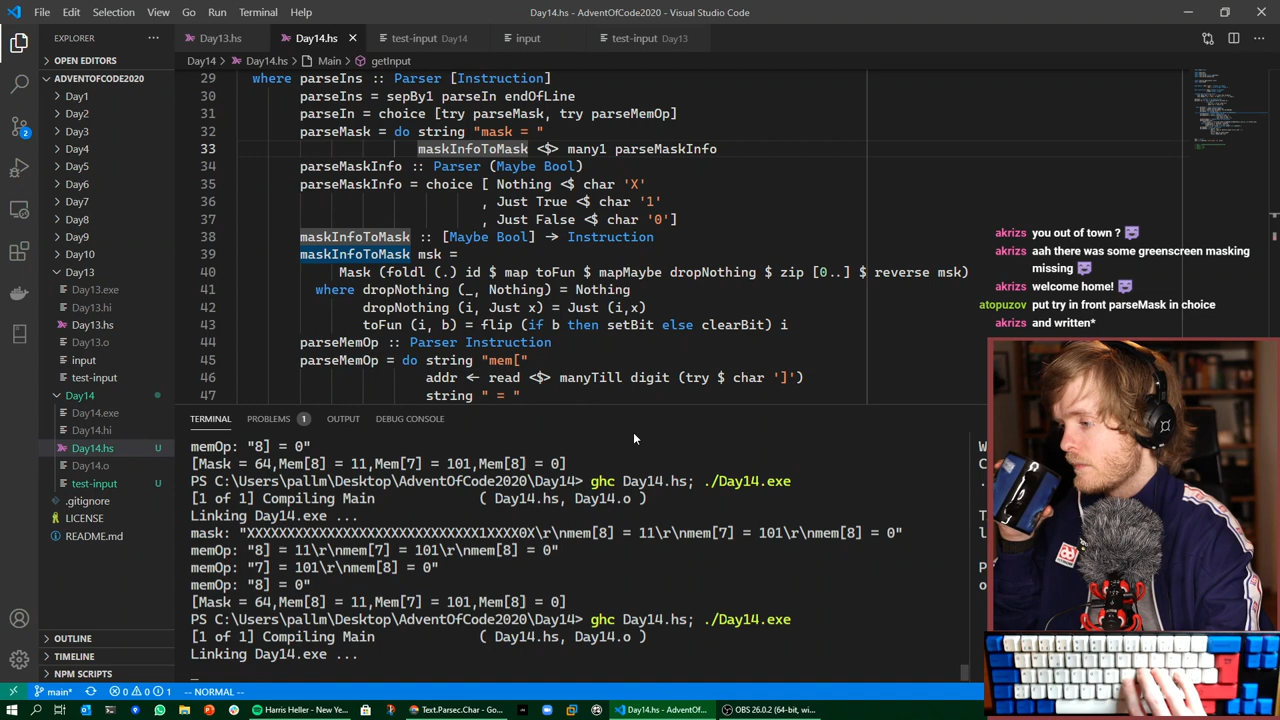 File Edit Selection View Go Run Terminal Help
Day14.hs - AdventOfCode2020 - Visual Studio Code
EXPLORER
Day13.hs
Day14.hs
test-input Day14
input
test-input Day13
OPEN EDITORS
Day14 > Day14.hs > Main > getInput
ADVENTOFCODE2020
Day1
Day2
Day3
Day4
Day5
Day6
Day7
Day8
Day9
Day10
Day13
Day13.exe
Day13.hi
Day13.hs
Day13.o
input
test-input
Day14
Day14.exe
Day14.hi
Day14.hs U
Day14.o
test-input U
.gitignore
LICENSE
README.md
OUTLINE
TIMELINE
NPM SCRIPTS
29 where parseIns :: Parser [Instruction]
30 parseIns = sepBy1 parseIn endOfLine
31 parseIn = choice [try parseMask, try parseMemOp]
32 parseMask = do string "mask = "
33 maskInfoToMask <$> many1 parseMaskInfo
34 parseMaskInfo :: Parser (Maybe Bool)
35 parseMaskInfo = choice [ Nothing <$ char 'X'
36 , Just True <$ char '1'
37 , Just False <$ char '0']
38 maskInfoToMask :: [Maybe Bool] → Instruction
39 maskInfoToMask msk =
40 Mask (foldl (.) id $ map toFun $ mapMaybe dropNothing $ zip [0..] $ reverse msk)
41 where dropNothing (_, Nothing) = Nothing
42 dropNothing (i, Just x) = Just (i,x)
43 toFun (i, b) = flip (if b then setBit else clearBit) i
44 parseMemOp :: Parser Instruction
45 parseMemOp = do string "mem["
46 addr ← read <$> manyTill digit (try $ char ']')
47 string " = "
akrizs you out of town ?
akrizs aah there was some greenscreen masking
missing
akrizs welcome home!
atopuzov put try in front parseMask in choice
akrizs and written*
TERMINAL PROBLEMS 1 OUTPUT DEBUG CONSOLE
memOp: "8] = 0"
[Mask = 64,Mem[8] = 11,Mem[7] = 101,Mem[8] = 0]
PS C:\Users\pallm\Desktop\AdventOfCode2020\Day14> ghc Day14.hs; ./Day14.exe
[1 of 1] Compiling Main ( Day14.hs, Day14.o )
Linking Day14.exe ...
mask: "XXXXXXXXXXXXXXXXXXXXXXXXXXXXX1XXXX0X\r\nmem[8] = 11\r\nmem[7] = 101\r\nmem[8] = 0"
memOp: "8] = 11\r\nmem[7] = 101\r\nmem[8] = 0"
memOp: "7] = 101\r\nmem[8] = 0"
memOp: "8] = 0"
[Mask = 64,Mem[8] = 11,Mem[7] = 101,Mem[8] = 0]
PS C:\Users\pallm\Desktop\AdventOfCode2020\Day14> ghc Day14.hs; ./Day14.exe
[1 of 1] Compiling Main ( Day14.hs, Day14.o )
Linking Day14.exe ...
main* 0 0 1 -- NORMAL --
Harris Heller - New Ye...
Text.Parsec.Char - Go...
Day14.hs - AdventOf...
OBS 26.0.2 (64-bit, wi...